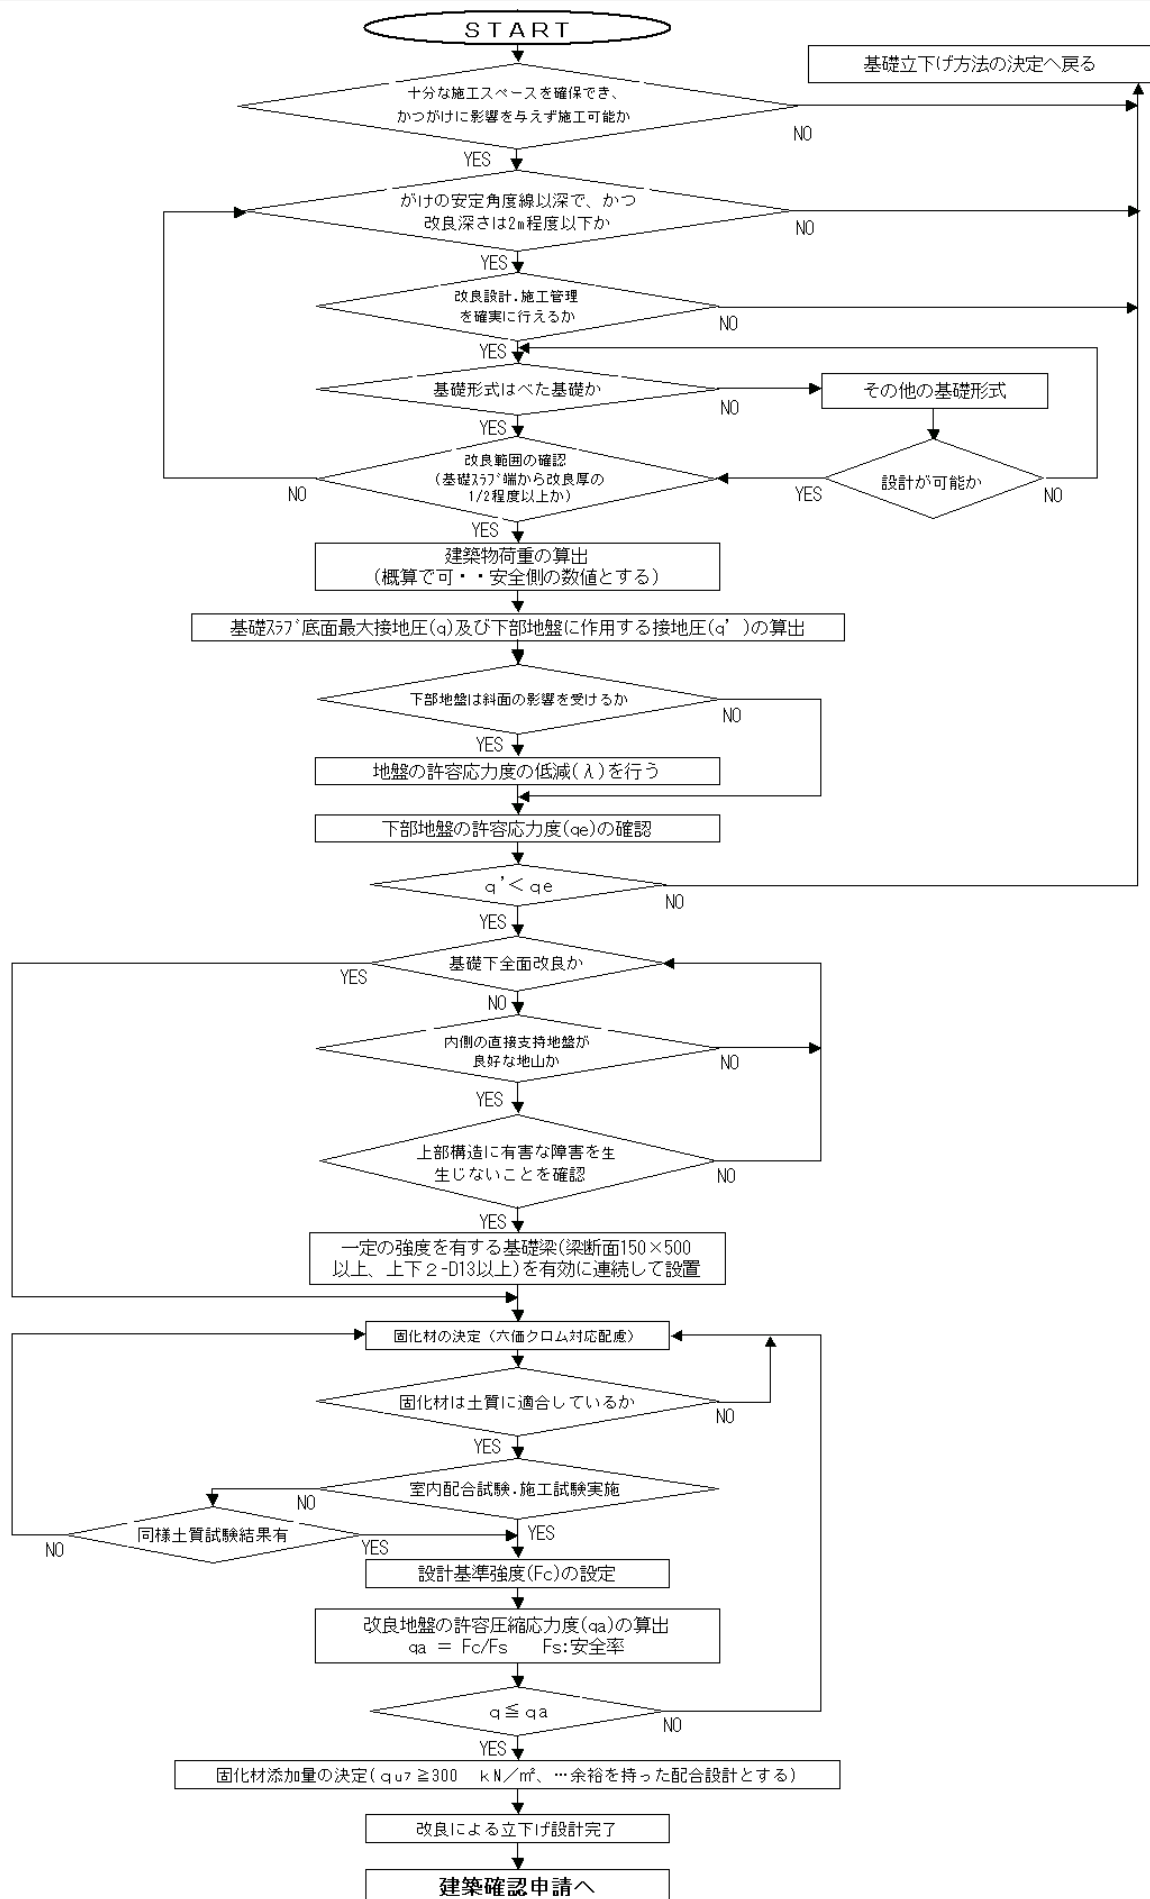 START
基礎立下げ方法の決定へ戻る
十分な施工スペースを確保でき、
かつがけに影響を与えず施工可能か
NO
YES
がけの安定角度線以深で、かつ
改良深さは2m程度以下か
NO
YES
改良設計.施工管理
を確実に行えるか
NO
YES
基礎形式はべた基礎か
NO
その他の基礎形式
YES
改良範囲の確認
(基礎ｽﾗﾌﾞ端から改良厚の
1/2程度以上か)
NO
YES
設計が可能か
NO
YES
建築物荷重の算出
(概算で可・・安全側の数値とする)
基礎ｽﾗﾌﾞ底面最大接地圧(q)及び下部地盤に作用する接地圧(q’)の算出
下部地盤は斜面の影響を受けるか
NO
YES
地盤の許容応力度の低減(λ)を行う
下部地盤の許容応力度(qe)の確認
q'＜qe
NO
YES
基礎下全面改良か
YES
NO
内側の直接支持地盤が
良好な地山か
NO
YES
上部構造に有害な障害を生
生じないことを確認
NO
YES
一定の強度を有する基礎梁(梁断面150×500
以上、上下２-D13以上)を有効に連続して設置
固化材の決定（六価クロム対応配慮）
固化材は土質に適合しているか
NO
YES
室内配合試験.施工試験実施
NO
YES
同様土質試験結果有
NO
YES
設計基準強度(Fc)の設定
改良地盤の許容圧縮応力度(qa)の算出
qa = Fc/Fs Fs:安全率
q≦qa
NO
YES
固化材添加量の決定(qu7≧300 kN/㎡、…余裕を持った配合設計とする)
改良による立下げ設計完了
建築確認申請へ